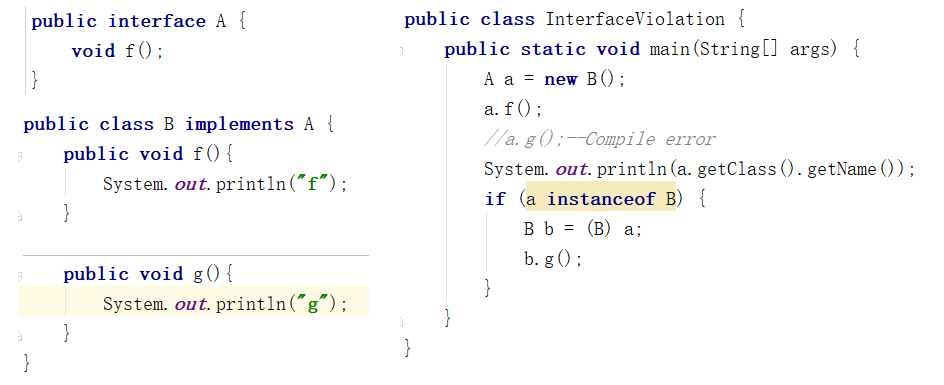 public interface A {
void f();
}
public class B implements A {
public void f(){
System.out.println("f");
}
public void g(){
System.out.println("g");
}
}
public class InterfaceViolation {
public static void main(String[] args) {
A a = new B();
a.f();
//a.g();--Compile error
System.out.println(a.getClass().getName());
if (a instanceof B) {
B b = (B) a;
b.g();
}
}
}